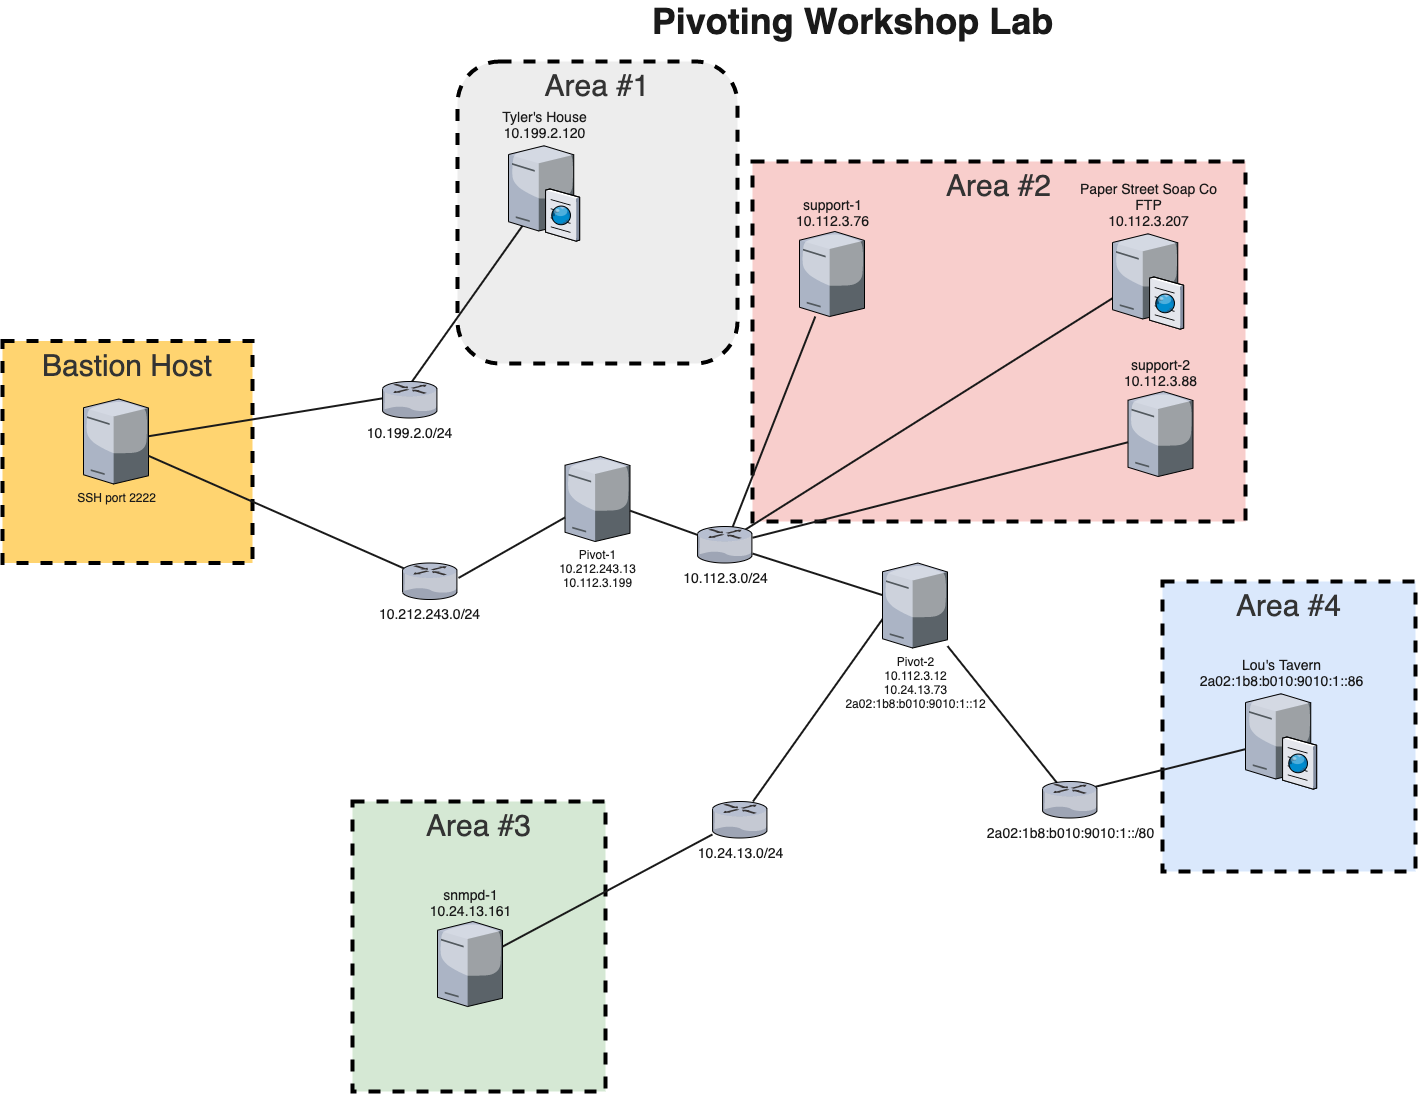 Pivoting Workshop Lab
Area #1
Tyler's House
10.199.2.120
Area #2
support-1
10.112.3.76
Paper Street Soap Co
FTP
10.112.3.207
support-2
10.112.3.88
Bastion Host
SSH port 2222
10.199.2.0/24
10.212.243.0/24
Pivot-1
10.212.243.13
10.112.3.199
10.112.3.0/24
Pivot-2
10.112.3.12
10.24.13.73
2a02:1b8:b010:9010:1::12
Area #4
Lou's Tavern
2a02:1b8:b010:9010:1::86
2a02:1b8:b010:9010:1::/80
10.24.13.0/24
Area #3
snmpd-1
10.24.13.161